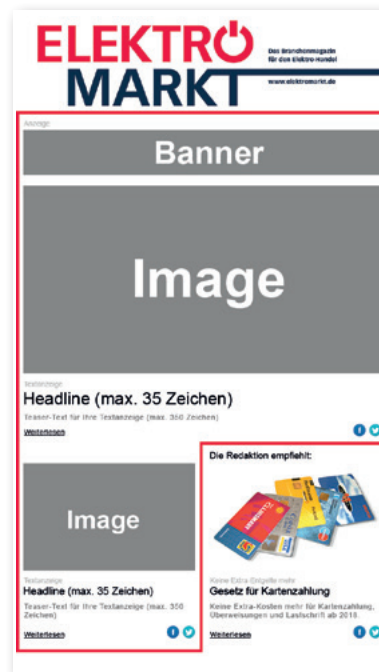 ELEKTRO
MARKT
Das Branchenmagazin
für den Elektro-Handel
www.elektromarkt.de
Anzeige
Banner
Image
Textanzeige
Headline (max. 35 Zeichen)
Teaser-Text für Ihre Textanzeige (max. 350 Zeichen)
Weiterlesen
Image
Textanzeige
Headline (max. 35 Zeichen)
Teaser-Text für Ihre Textanzeige (max. 350
Zeichen)
Weiterlesen
Die Redaktion empfiehlt:
Keine Extra-Entgelte mehr
Gesetz für Kartenzahlung
Keine Extra-Kosten mehr für Kartenzahlung,
Überweisungen und Lastschrift ab 2018.
Weiterlesen